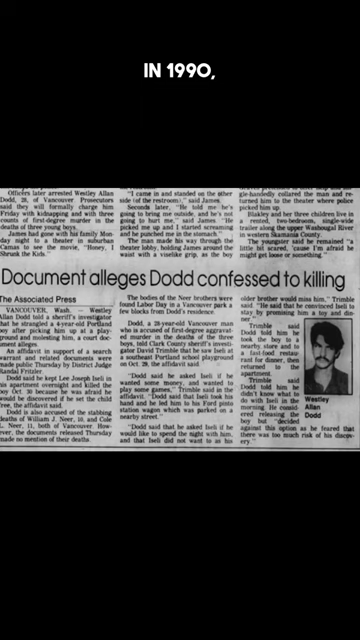 IN 1990,
Officers later arrested Westley Allan
Dodd, 28, of Vancouver. Prosecutors
said they will formally charge him
Friday with kidnapping and with three
counts of first-degree murder in the
deaths of three young boys.
James had gone with his family Mon-
day night to a theater in suburban
Camas to see the movie, "Honey, I
Shrunk the Kids."
"I came in and standed on the other
side (of the restroom)," said James.
Seconds later, "He told me he's
going to bring me outside, and he's not
going to hurt me," said James. "He
picked me up and I started screaming
and he punched me in the stomach."
The man made his way through the
theater lobby, holding James around the
waist with a viselike grip, as the boy
gle-handedly collared the man and re-
turned him to the theater where police
picked him up.
Blakley and her three children live in
a rented, two-bedroom, single-wide
trailer along the upper Washougal River
in western Skamania County.
The youngster said he remained "a
little bit scared, 'cause I'm afraid he
might get loose or something."
Document alleges Dodd confessed to killing
The Associated Press
VANCOUVER, Wash. — Westley
Allan Dodd told a sheriff's investigator
that he strangled a 4-year-old Portland
boy after picking him up at a play-
ground and molesting him, a court doc-
ument alleges.
An affidavit in support of a search
warrant and related documents were
made public Thursday by District Judge
Randal Fritzler.
Dodd said he kept Lee Joseph Iseli in
his apartment overnight and killed the
boy Oct. 30 because he was afraid he
would be discovered if he set the child
free, the affidavit said.
Dodd is also accused of the stabbing
deaths of William J. Neer, 10, and Cole
L. Neer, 11, both of Vancouver. How-
ever, the documents released Thursday
made no mention of their deaths.
The bodies of the Neer brothers were
found Labor Day in a Vancouver park a
few blocks from Dodd's residence.
Dodd, a 28-year-old Vancouver man
who is accused of first-degree aggravat-
ed murder in the deaths of the three
boys, told Clark County sheriff's investi-
gator David Trimble that he saw Iseli at
a southeast Portland school playground
on Oct. 29, the affidavit said.
"Dodd said he asked Iseli if he
wanted some money, and wanted to
play some games," Trimble said in the
affidavit. "Dodd said that Iseli took his
hand and he led him to his Ford pinto
station wagon which was parked on a
nearby street."
"Dodd said that he asked Iseli if he
would like to spend the night with him,
and that Iseli did not want to as his
older brother would miss him," Trimble
said. "He said that he convinced Iseli to
stay by promising him a toy and din-
ner."
Trimble said
Dodd told him he
took the boy to a
nearby store and to
a fast-food restau-
rant for dinner, then
returned to the
apartment.
Trimble said
Dodd told him he
didn't know what to
do with Iseli in the
morning. He consid-
ered releasing the
boy but "decided
against this option as he feared that
there was too much risk of his discov-
ery."
Westley
Allan
Dodd